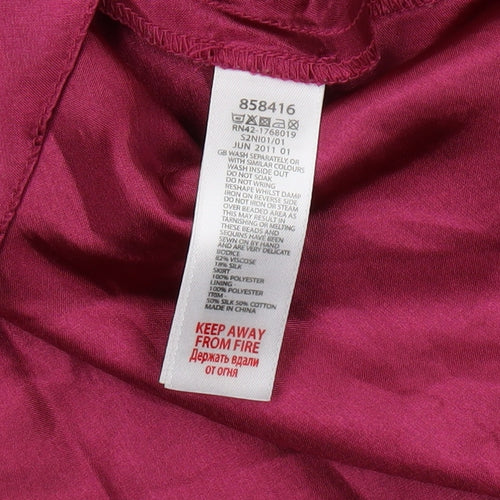 858416
RN42-1768019
S2NI01/01
JUN 2011 01
GB WASH SEPARATELY, OR
WITH SIMILAR COLOURS
WASH INSIDE OUT
DO NOT SOAK
DO NOT WRING
RESHAPE WHILST DAMP
IRON ON REVERSE SIDE
DO NOT IRON OR STEAM
OVER BEADED AREA AS
THIS MAY RESULT IN
TARNISHING OR MELTING
THESE BEADS AND
SEQUINS HAVE BEEN
SEWN ON BY HAND
AND ARE VERY DELICATE
BODICE:
82% VISCOSE
18% SILK
SKIRT
100% POLYESTER
LINING:
100% POLYESTER
TRIM:
50% SILK 50% COTTON
MADE IN CHINA
KEEP AWAY
FROM FIRE
Держать вдали
от огня